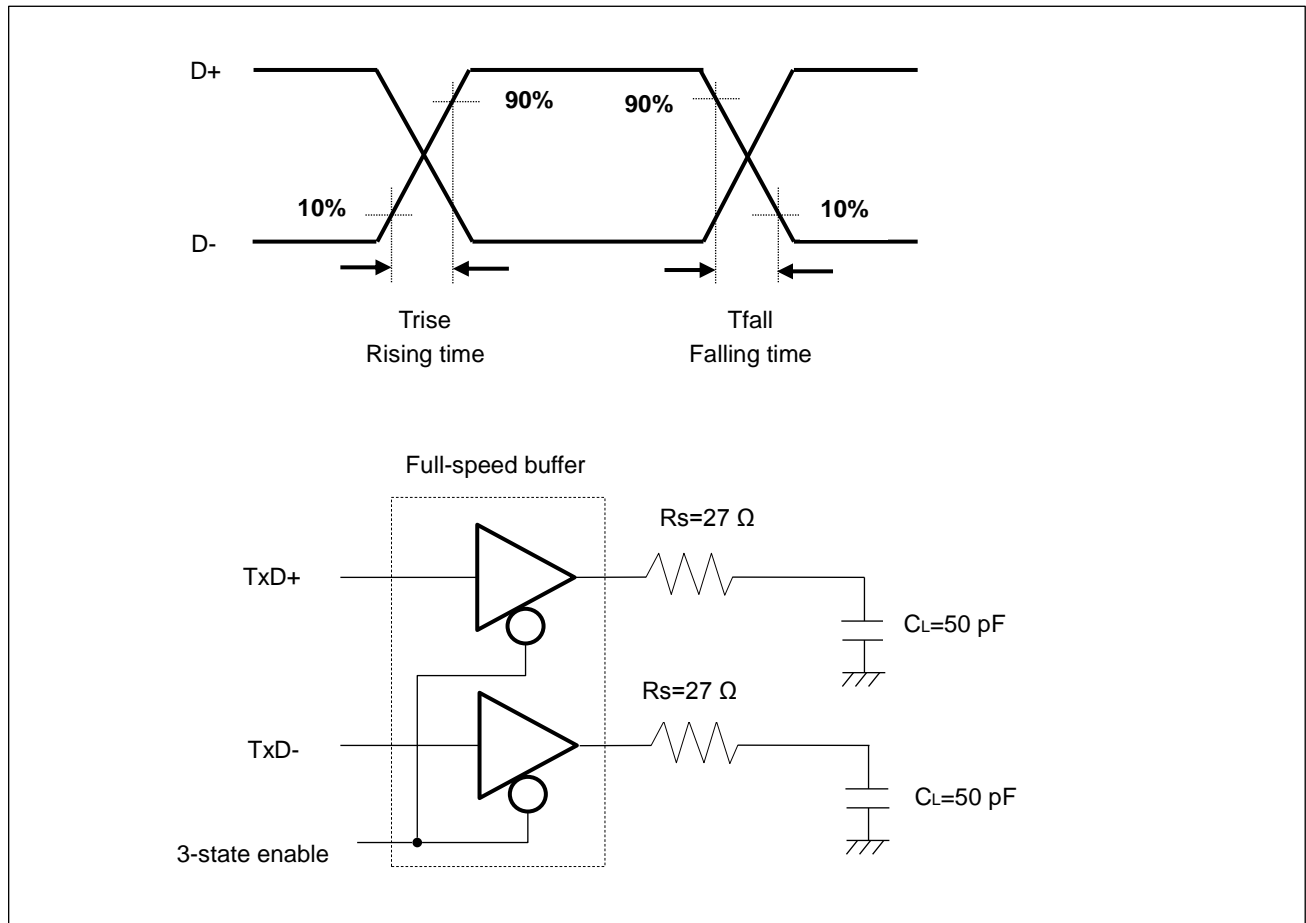 D+
90%
90%
10%
10%
D-
Trise
Rising time
Tfall
Falling time
Full-speed buffer
Rs=27 Ω
TxD+
CL=50 pF
Rs=27 Ω
TxD-
CL=50 pF
3-state enable